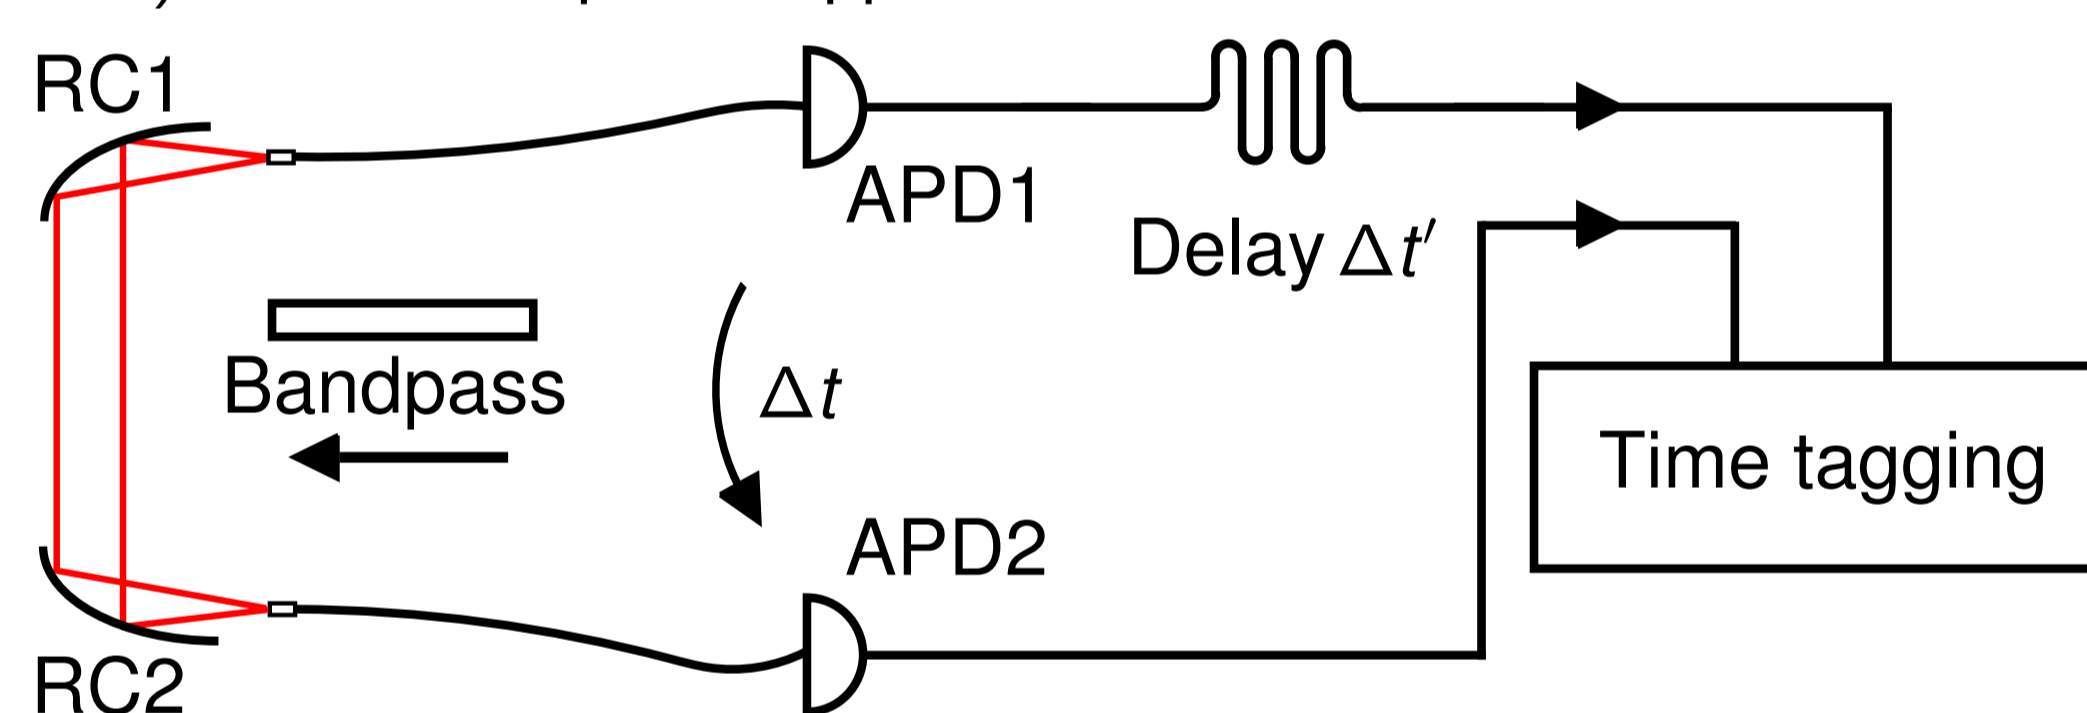 RC1
APD1
Delay Δt′
Bandpass
Δt
Time tagging
APD2
RC2